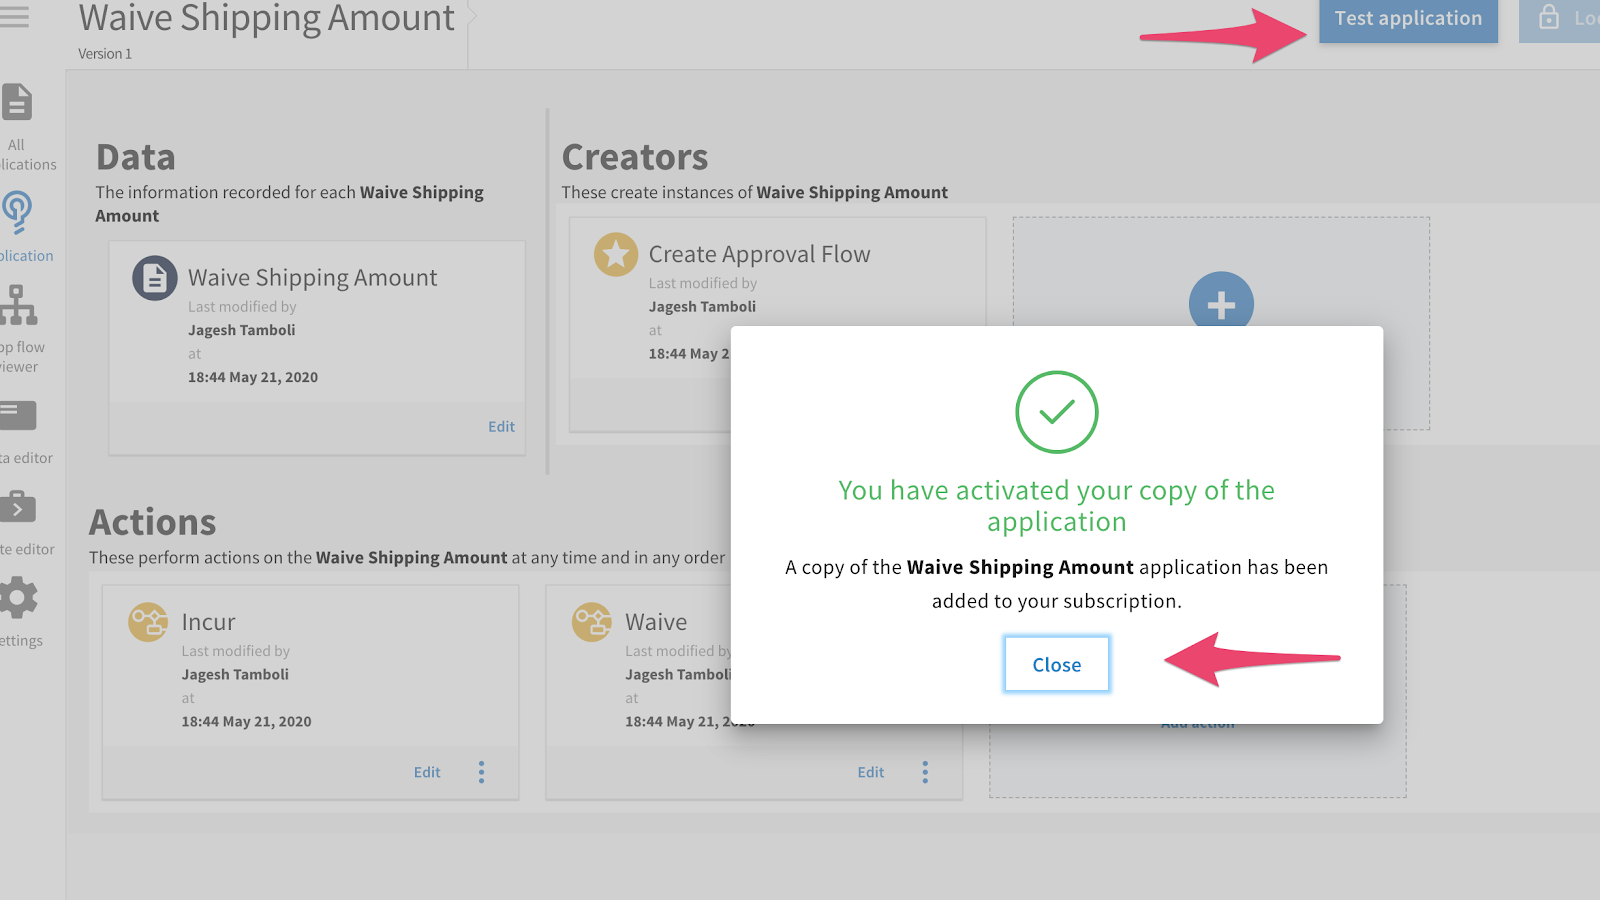 Waive Shipping Amount
Version 1
Test application
Loc
All
lications
plication
pp flow
viewer
ta editor
te editor
ettings
Data
The information recorded for each Waive Shipping
Amount
Waive Shipping Amount
Last modified by
Jagesh Tamboli
at
18:44 May 21, 2020
Edit
Creators
These create instances of Waive Shipping Amount
Create Approval Flow
Last modified by
Jagesh Tamboli
at
18:44 May 2
Actions
These perform actions on the Waive Shipping Amount at any time and in any order
Incur
Last modified by
Jagesh Tamboli
at
18:44 May 21, 2020
Edit
Waive
Last modified by
Jagesh Tamboli
at
18:44 May 21, 2020
Edit
Add action
You have activated your copy of the
application
A copy of the Waive Shipping Amount application has been
added to your subscription.
Close